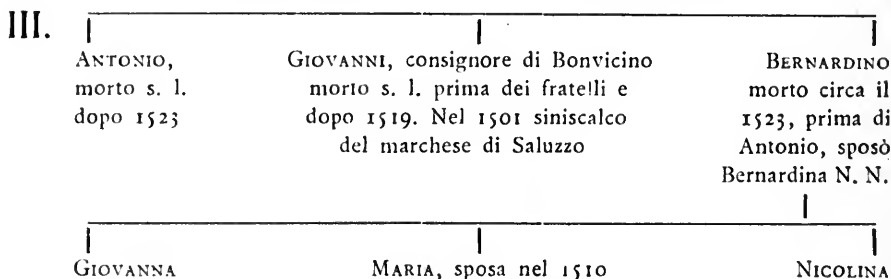 III.
ANTONIO,
morto s. l.
dopo 1523
GIOVANNI, consignore di Bonvicino
morto s. l. prima dei fratelli e
dopo 1519. Nel 1501 siniscalco
del marchese di Saluzzo
BERNARDINO
morto circa il
1523, prima di
Antonio, sposò
Bernardina N. N.
GIOVANNA
MARIA, sposa nel 1510
NICOLINA